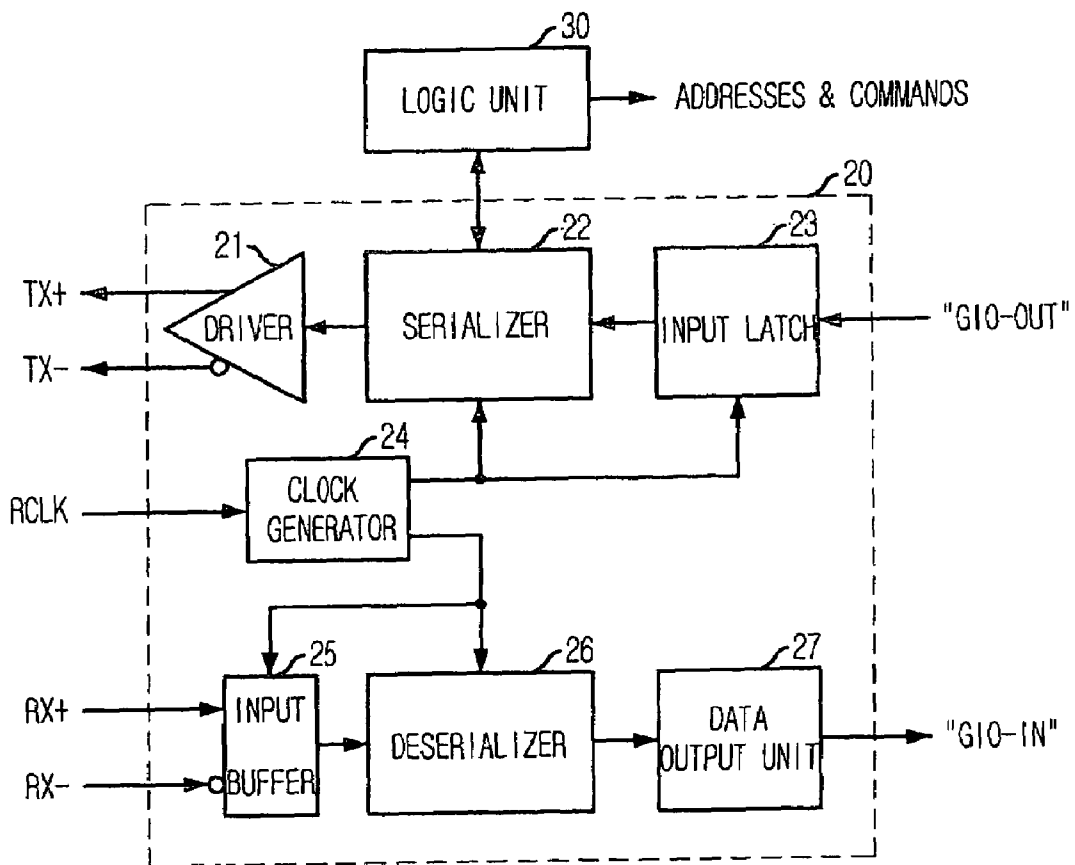 30
LOGIC UNIT
ADDRESSES & COMMANDS
20
21
22
23
TX+
TX-
DRIVER
SERIALIZER
INPUT LATCH
"GIO-OUT"
24
RCLK
CLOCK
GENERATOR
25
26
27
RX+
RX-
INPUT
BUFFER
DESERIALIZER
DATA
OUTPUT UNIT
"GIO-IN"